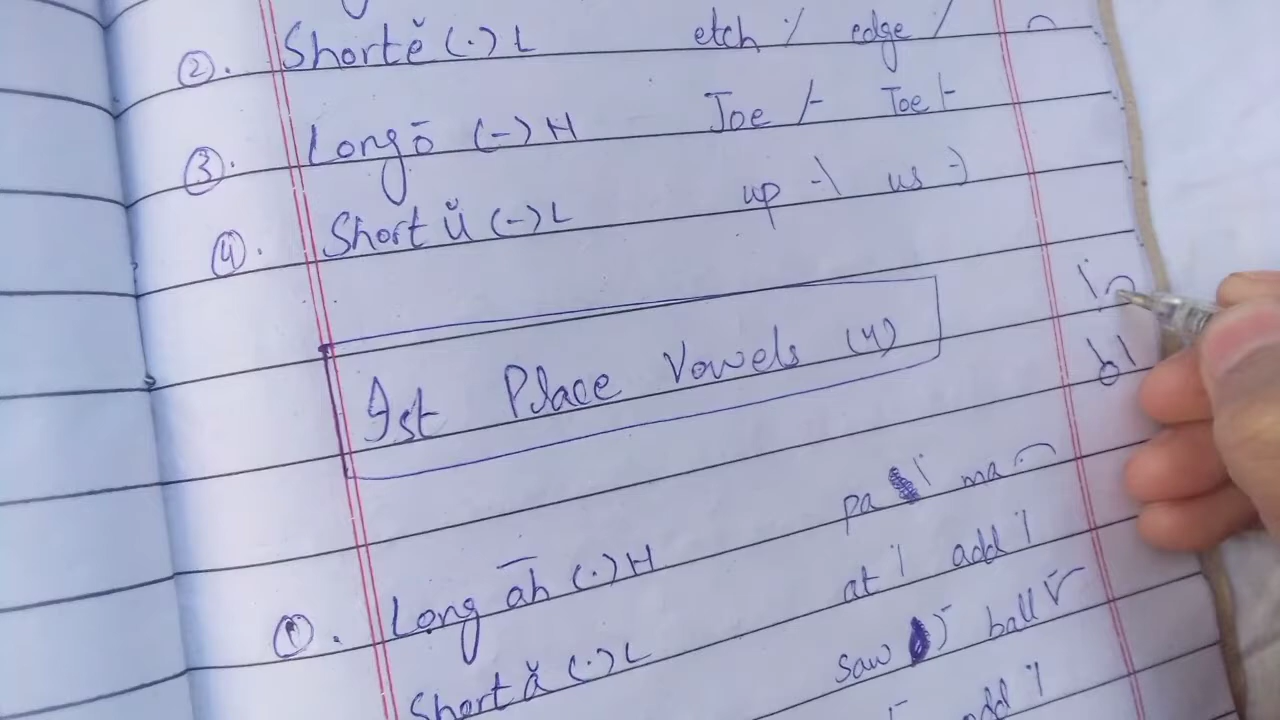 ② . Short ĕ (.) L etch edge
③ . Long ō (-) H Joe Toe
④ . Short ŭ (-) L up us
Ist Place Vowels (4)
① . Long āh (.) H pa ma
Short ă (.) L at add
saw ball
add